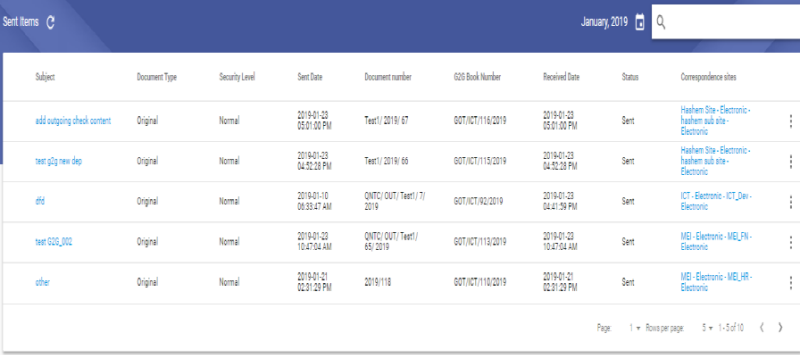 Sent Items
January, 2019
Subject Document Type Security Level Sent Date Document number G2G Book Number Received Date Status Correspondence sites
add outgoing check content Original Normal 2019-01-23 05:01:00 PM Test1/ 2019/ 67 GOT/ICT/116/2019 2019-01-23 05:01:00 PM Sent Hashem Site - Electronic - hashem sub site - Electronic
test g2g new dep Original Normal 2019-01-23 04:52:28 PM Test1/ 2019/ 66 GOT/ICT/115/2019 2019-01-23 04:52:28 PM Sent Hashem Site - Electronic - hashem sub site - Electronic
dfd Original Normal 2019-01-10 06:33:47 AM QNTC/ OUT/ Test1/ 7/ 2019 GOT/ICT/92/2019 2019-01-23 04:41:59 PM Sent ICT - Electronic - ICT_Dev - Electronic
test G2G_002 Original Normal 2019-01-23 10:47:04 AM QNTC/ OUT/ Test1/ 65/ 2019 GOT/ICT/113/2019 2019-01-23 10:47:04 AM Sent MEI - Electronic - MEI_FN - Electronic
other Original Normal 2019-01-21 02:31:29 PM 2019/118 GOT/ICT/110/2019 2019-01-21 02:31:29 PM Sent MEI - Electronic - MEI_HR - Electronic
Page: 1 Rows per page: 5 1 - 5 of 10